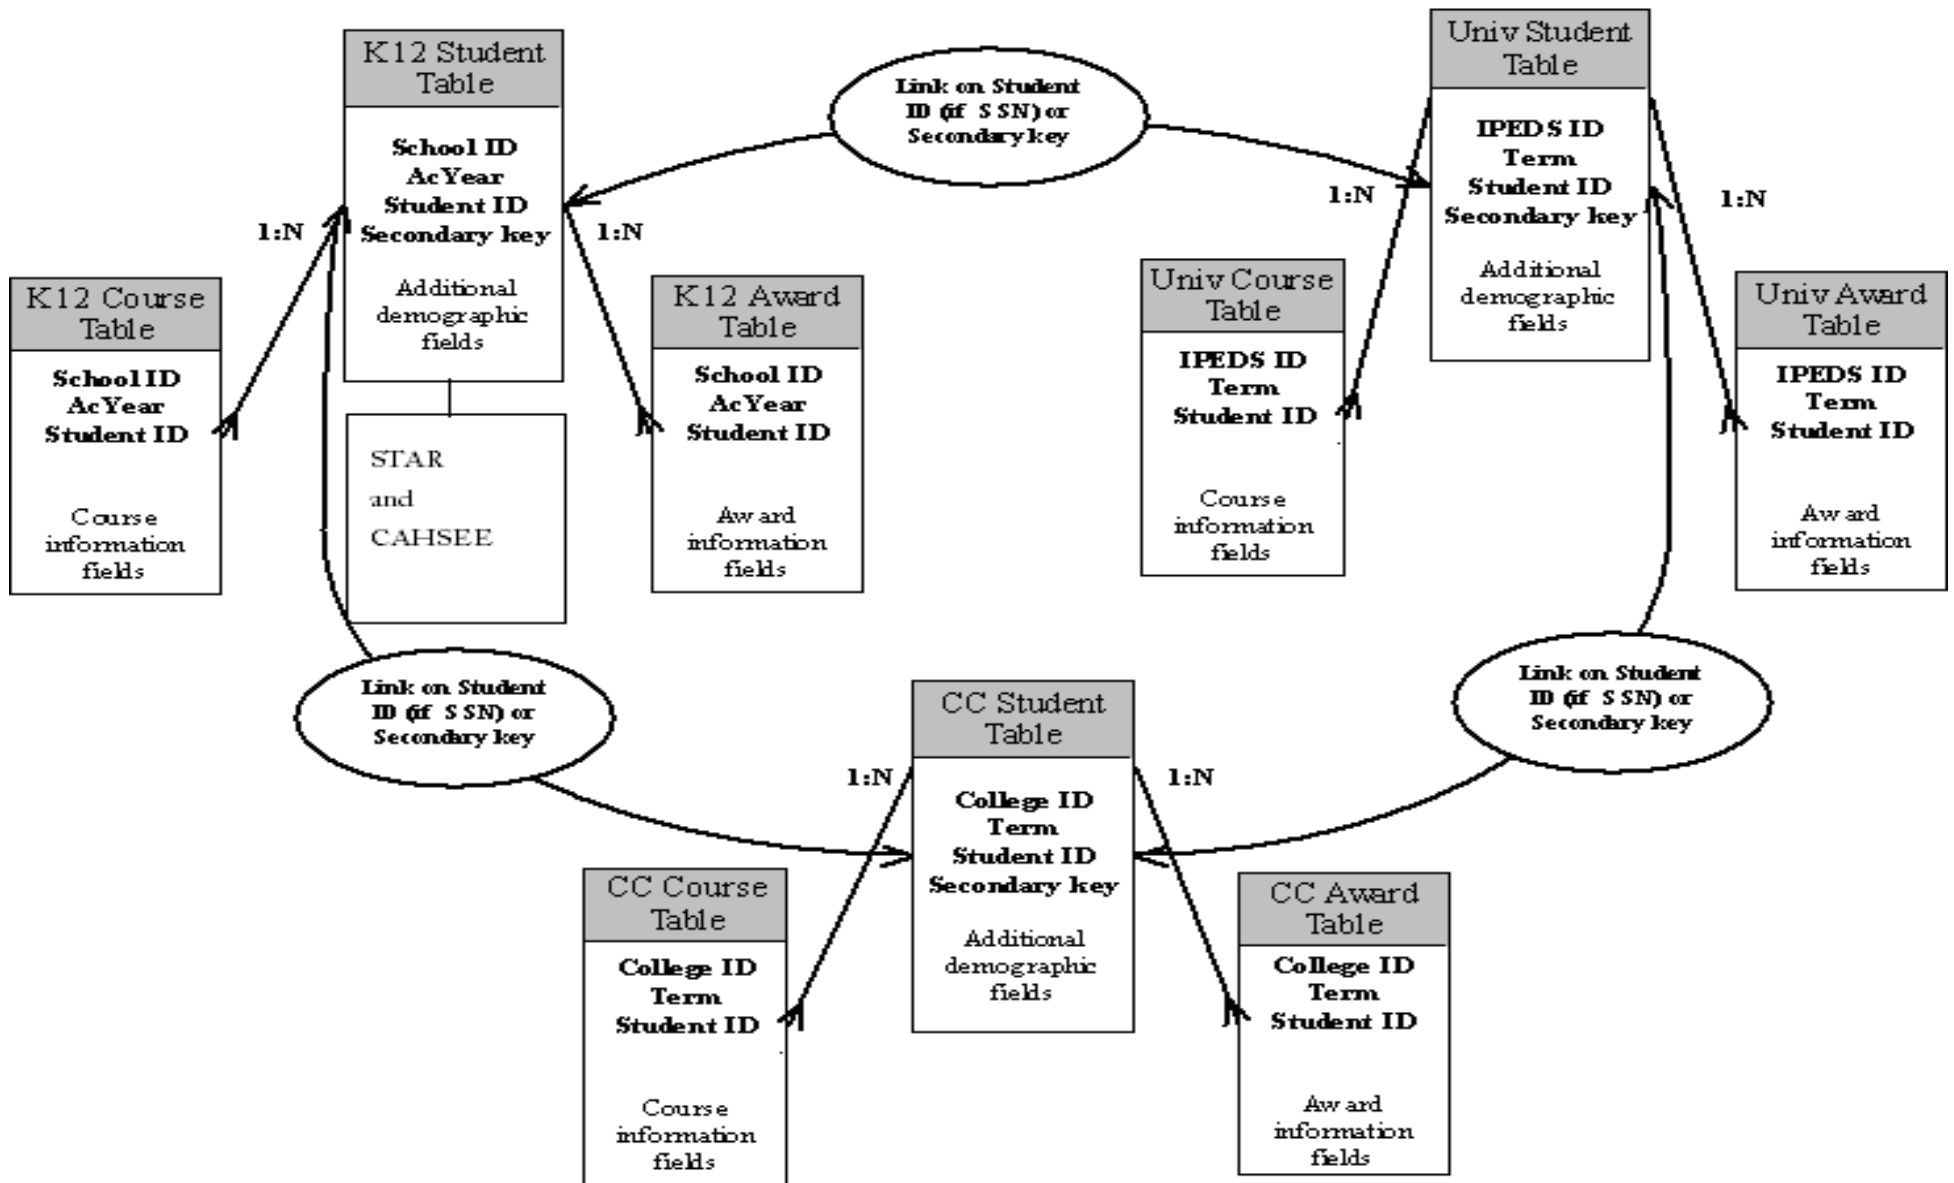 K12 Student
Table
School ID
AcYear
Student ID
Secondary key
Additional
demographic
fields
1:N
1:N
K12 Course
Table
School ID
AcYear
Student ID
Course
information
fields
STAR
and
CAHSEE
K12 Award
Table
School ID
AcYear
Student ID
Award
information
fields
Link on Student
ID (if SSN) or
Secondary key
Univ Student
Table
IPEDS ID
Term
Student ID
Secondary key
Additional
demographic
fields
1:N
1:N
Univ Course
Table
IPEDS ID
Term
Student ID
Course
information
fields
Univ Award
Table
IPEDS ID
Term
Student ID
Award
information
fields
Link on Student
ID (if SSN) or
Secondary key
Link on Student
ID (if SSN) or
Secondary key
CC Student
Table
College ID
Term
Student ID
Secondary key
Additional
demographic
fields
1:N
1:N
CC Course
Table
College ID
Term
Student ID
Course
information
fields
CC Award
Table
College ID
Term
Student ID
Award
information
fields